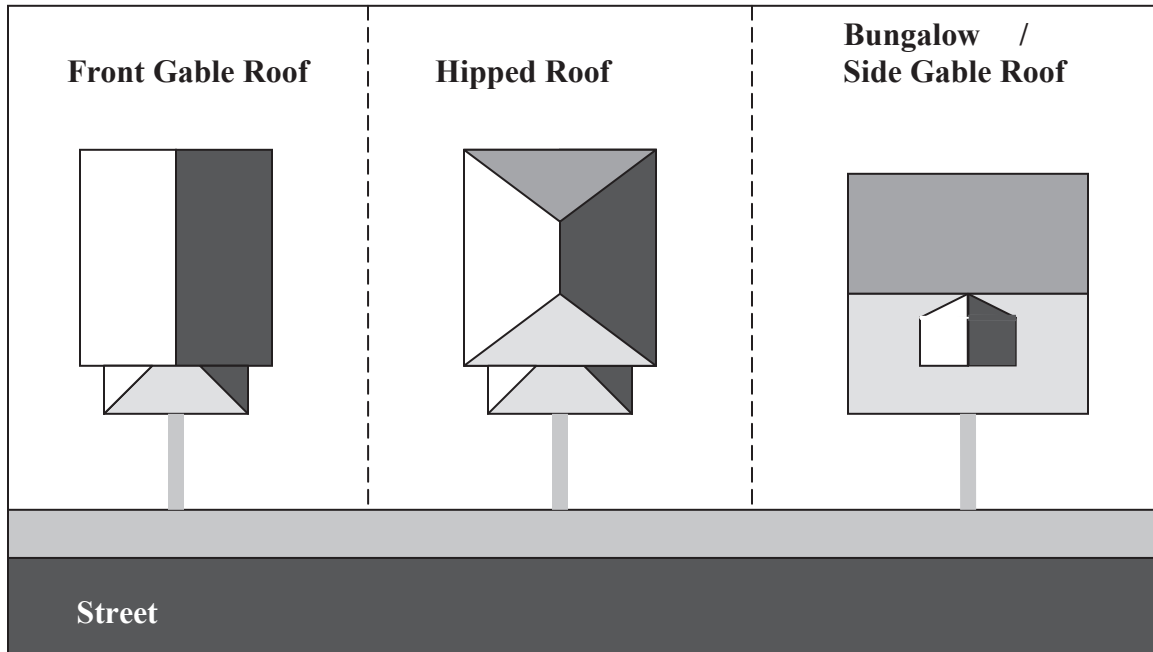 Front Gable Roof
Hipped Roof
Bungalow /
Side Gable Roof
Street